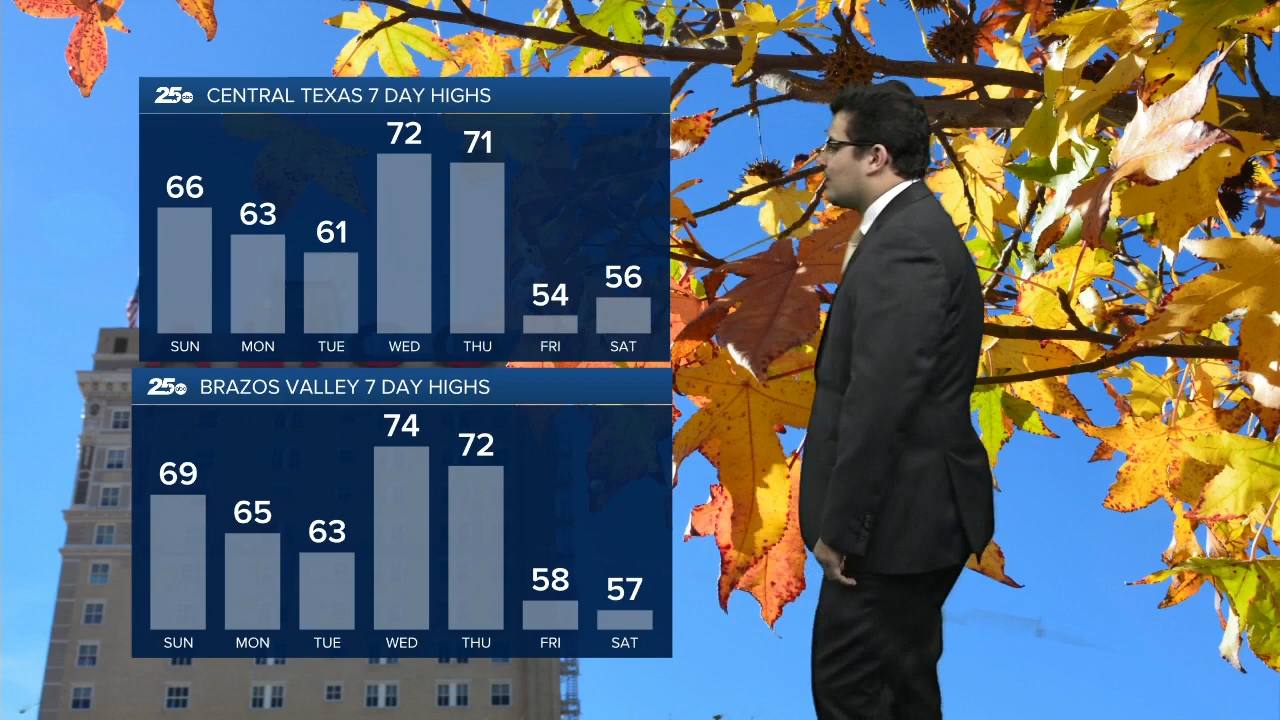 25 abc CENTRAL TEXAS 7 DAY HIGHS
66 63 61 72 71 54 56
SUN MON TUE WED THU FRI SAT
25 abc BRAZOS VALLEY 7 DAY HIGHS
69 65 63 74 72 58 57
SUN MON TUE WED THU FRI SAT